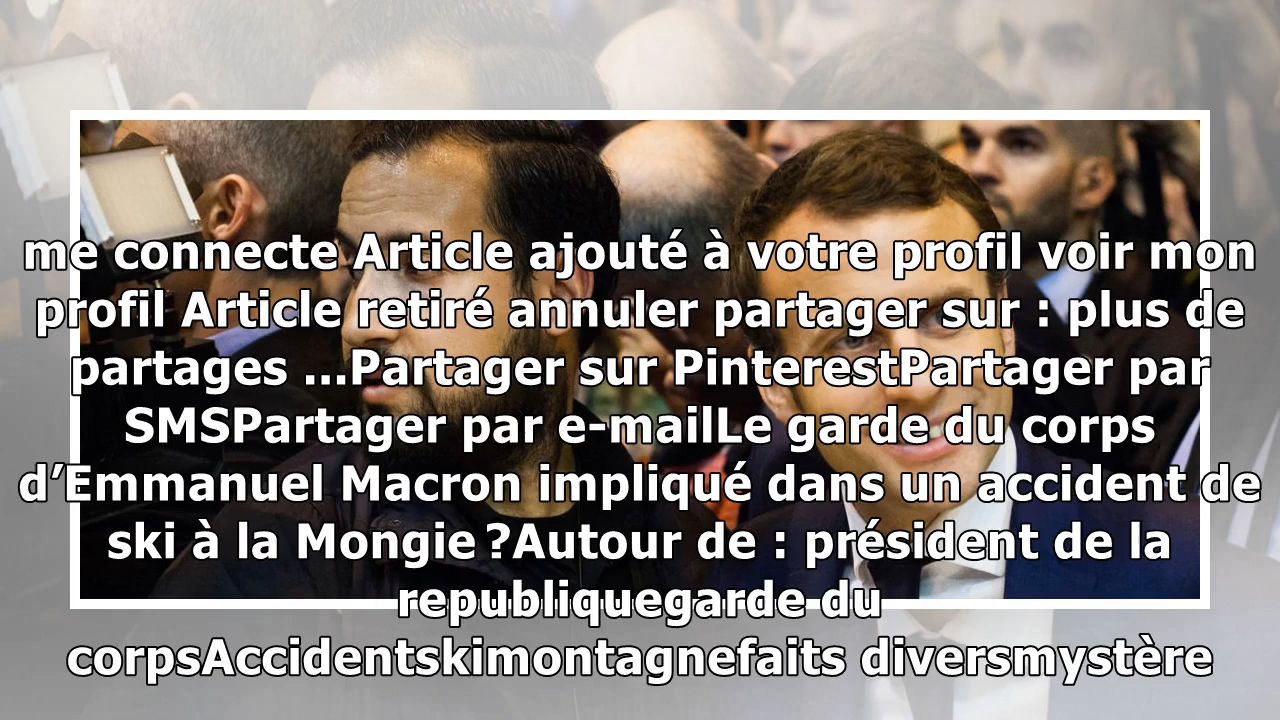 me connecte Article ajouté à votre profil voir mon
profil Article retiré annuler partager sur : plus de
partages ...Partager sur PinterestPartager par
SMSPartager par e-mailLe garde du corps
d’Emmanuel Macron impliqué dans un accident de
ski à la Mongie ?Autour de : président de la
republiquegarde du
corpsAccidentskimontagnefaits diversmystère